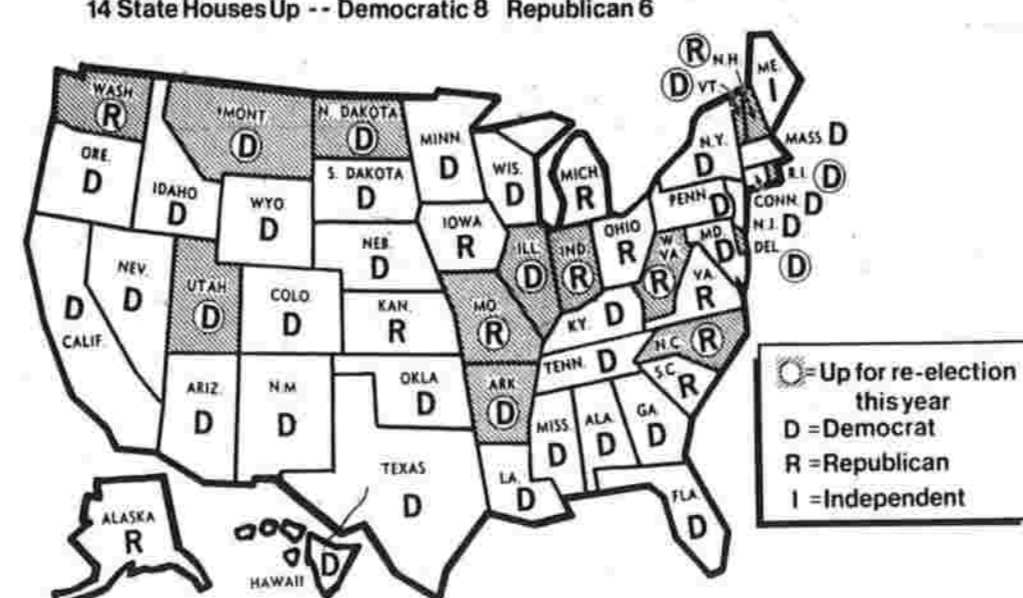 14 State Houses Up -- Democratic 8 Republican 6
WASH
R
MONT.
D
N. DAKOTA
D
MINN.
D
R N.H.
D VT.
ME.
I
ORE.
D
IDAHO
D
WYO.
D
S. DAKOTA
D
WIS.
D
MICH
R
N.Y.
D
MASS D
R.I. D
CONN. D
N.J. D
DEL.
D
NEV.
D
UTAH
D
COLO.
D
NEB.
D
IOWA
R
ILL.
D
IND.
R
OHIO
R
PENN. D
W VA
R
MD.
D
VA.
R
D
CALIF.
KAN.
R
MO
R
KY. D
N.C. R
TENN. D
S.C.
R
ARIZ.
D
N.M
D
OKLA
D
ARK
D
MISS
D
ALA.
D
GA.
D
TEXAS
D
LA.
D
FLA.
D
ALASKA
R
HAWAII
D
=Up for re-election
this year
D =Democrat
R =Republican
I =Independent